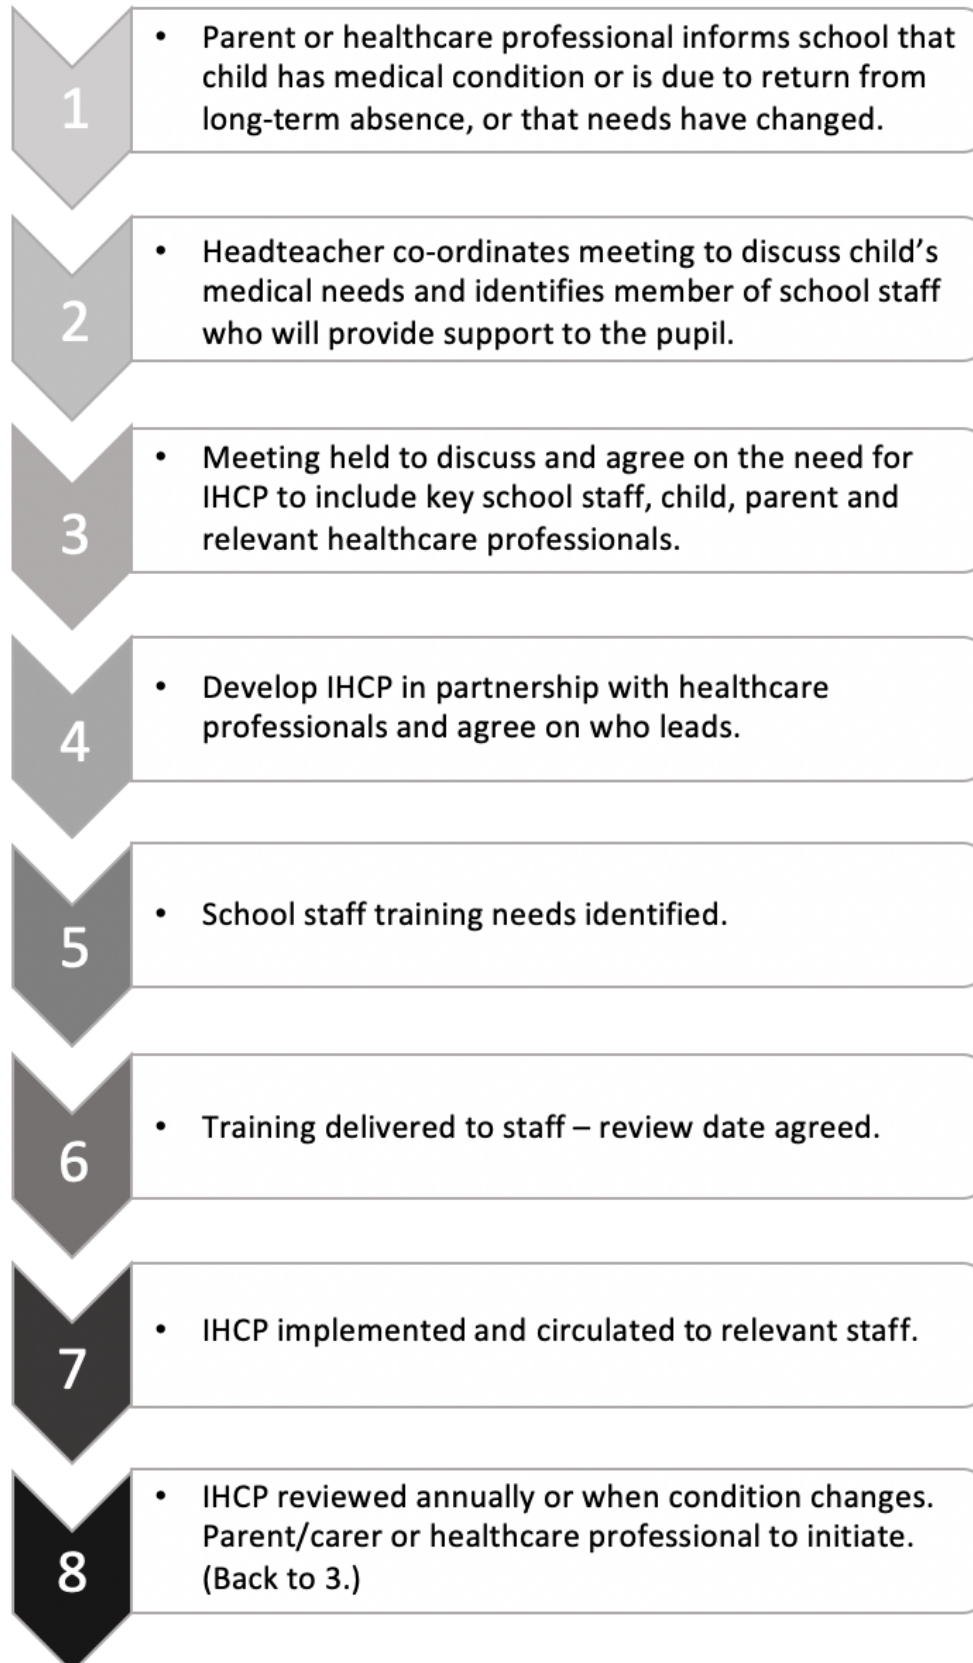 1
• Parent or healthcare professional informs school that
child has medical condition or is due to return from
long-term absence, or that needs have changed.
2
• Headteacher co-ordinates meeting to discuss child’s
medical needs and identifies member of school staff
who will provide support to the pupil.
3
• Meeting held to discuss and agree on the need for
IHCP to include key school staff, child, parent and
relevant healthcare professionals.
4
• Develop IHCP in partnership with healthcare
professionals and agree on who leads.
5
• School staff training needs identified.
6
• Training delivered to staff – review date agreed.
7
• IHCP implemented and circulated to relevant staff.
8
• IHCP reviewed annually or when condition changes.
Parent/carer or healthcare professional to initiate.
(Back to 3.)